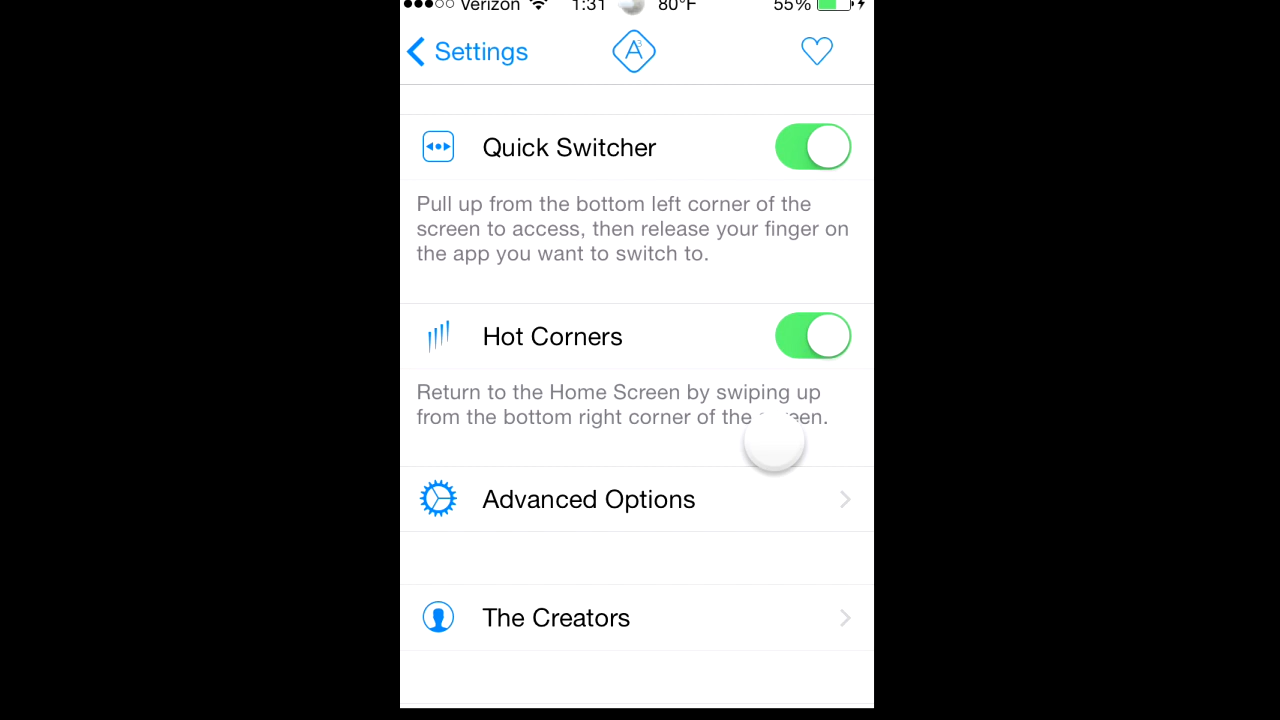 Verizon 1:31 80°F 55%
Settings A3
Quick Switcher
Pull up from the bottom left corner of the
screen to access, then release your finger on
the app you want to switch to.
Hot Corners
Return to the Home Screen by swiping up
from the bottom right corner of the screen.
Advanced Options
The Creators